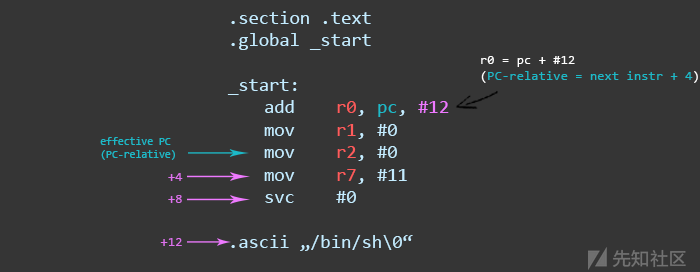 .section .text
.global _start
r0 = pc + #12
(PC-relative = next instr + 4)
_start:
add r0, pc, #12
mov r1, #0
effective PC
(PC-relative)
mov r2, #0
+4 mov r7, #11
+8 svc #0
+12 .ascii „/bin/sh\0“
先知社区